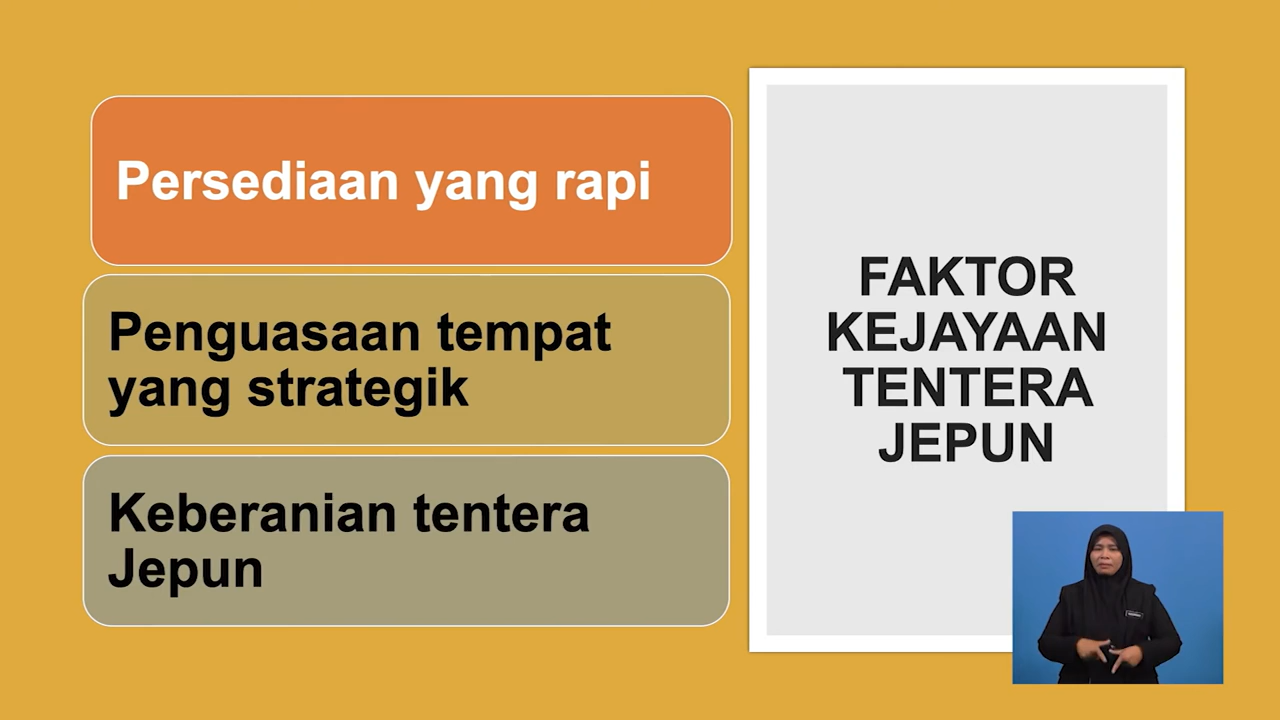 Persediaan yang rapi
Penguasaan tempat
yang strategik
Keberanian tentera
Jepun
FAKTOR
KEJAYAAN
TENTERA
JEPUN